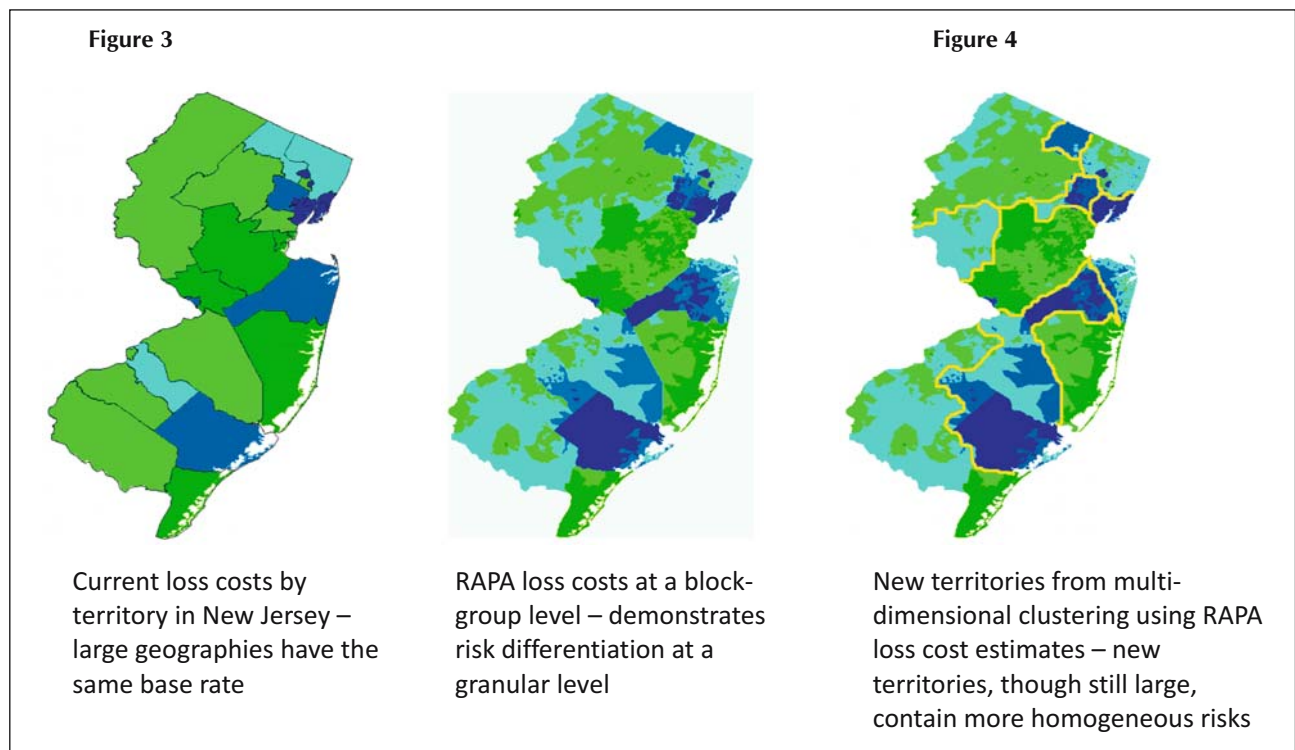 Figure 3
Figure 4
Current loss costs by
territory in New Jersey –
large geographies have the
same base rate
RAPA loss costs at a block-
group level – demonstrates
risk differentiation at a
granular level
New territories from multi-
dimensional clustering using RAPA
loss cost estimates – new
territories, though still large,
contain more homogeneous risks